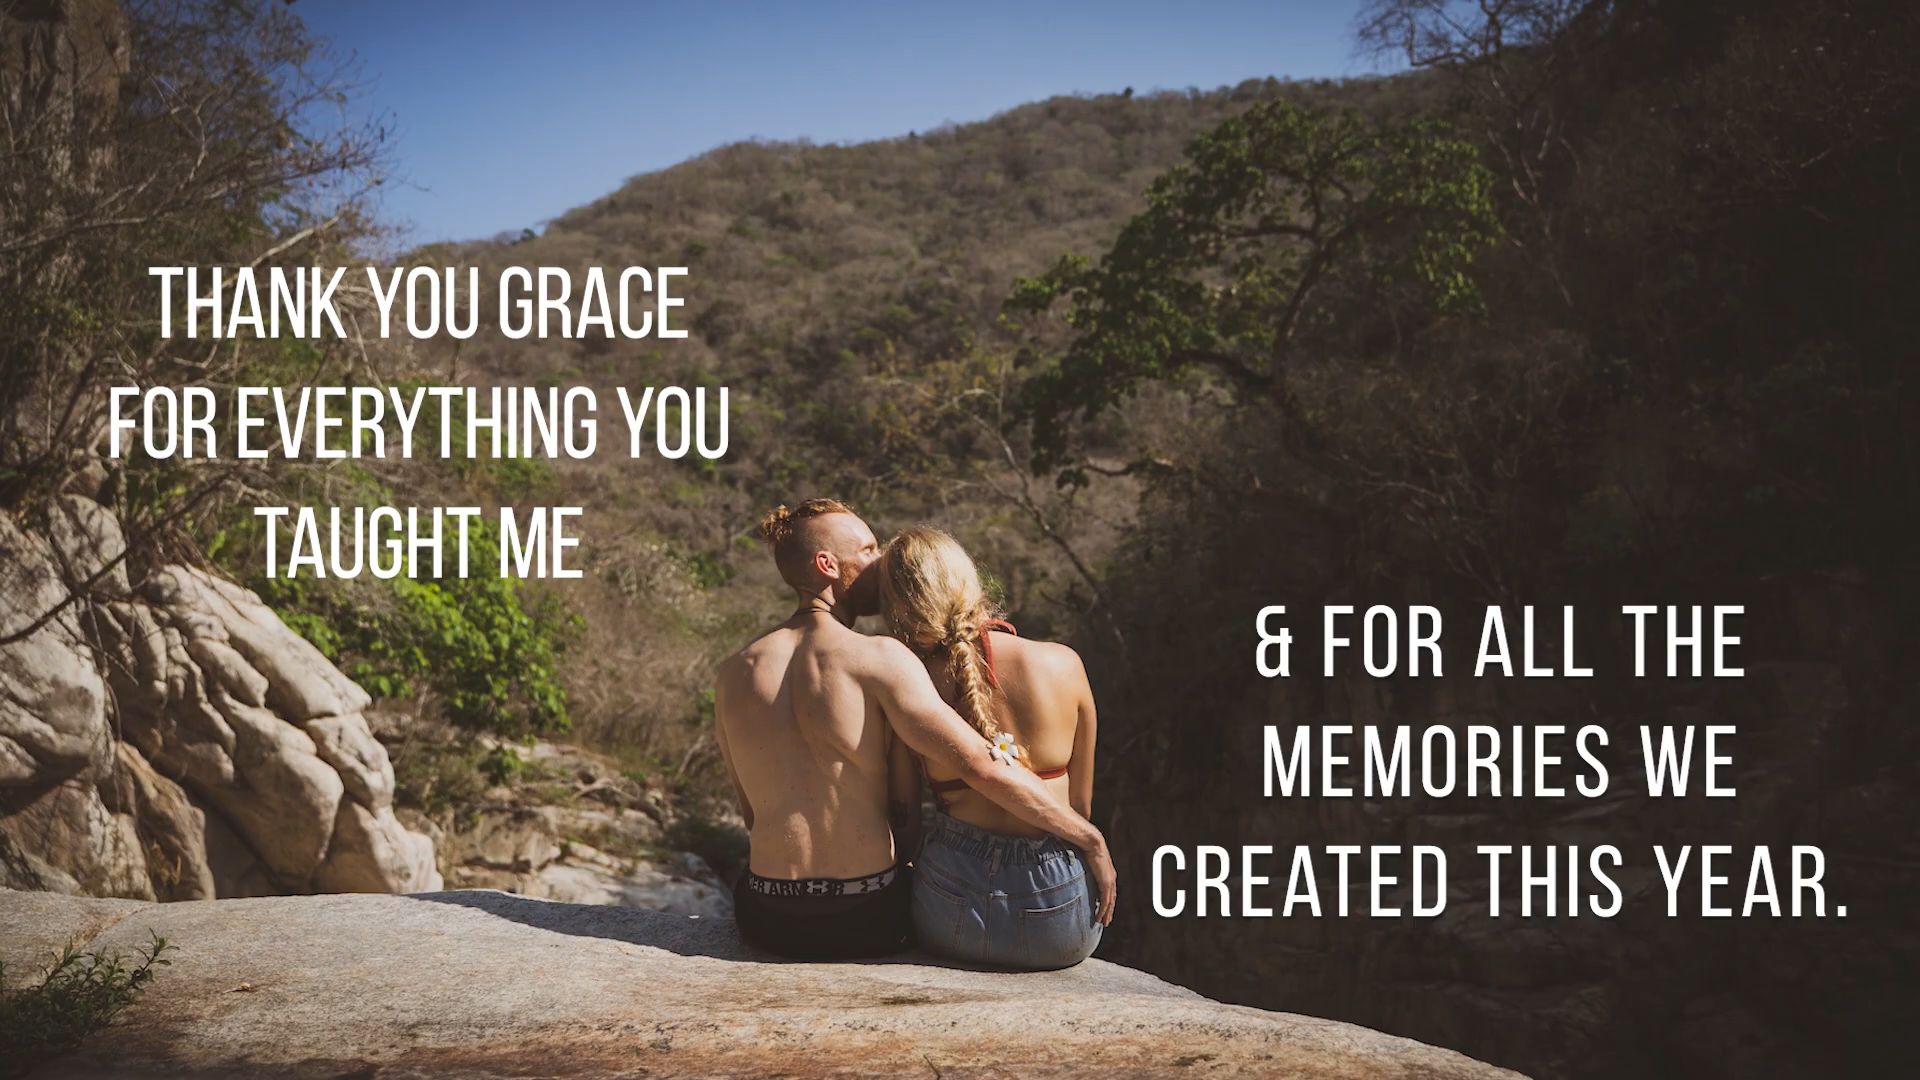 THANK YOU GRACE
FOR EVERYTHING YOU
TAUGHT ME
& FOR ALL THE
MEMORIES WE
CREATED THIS YEAR.